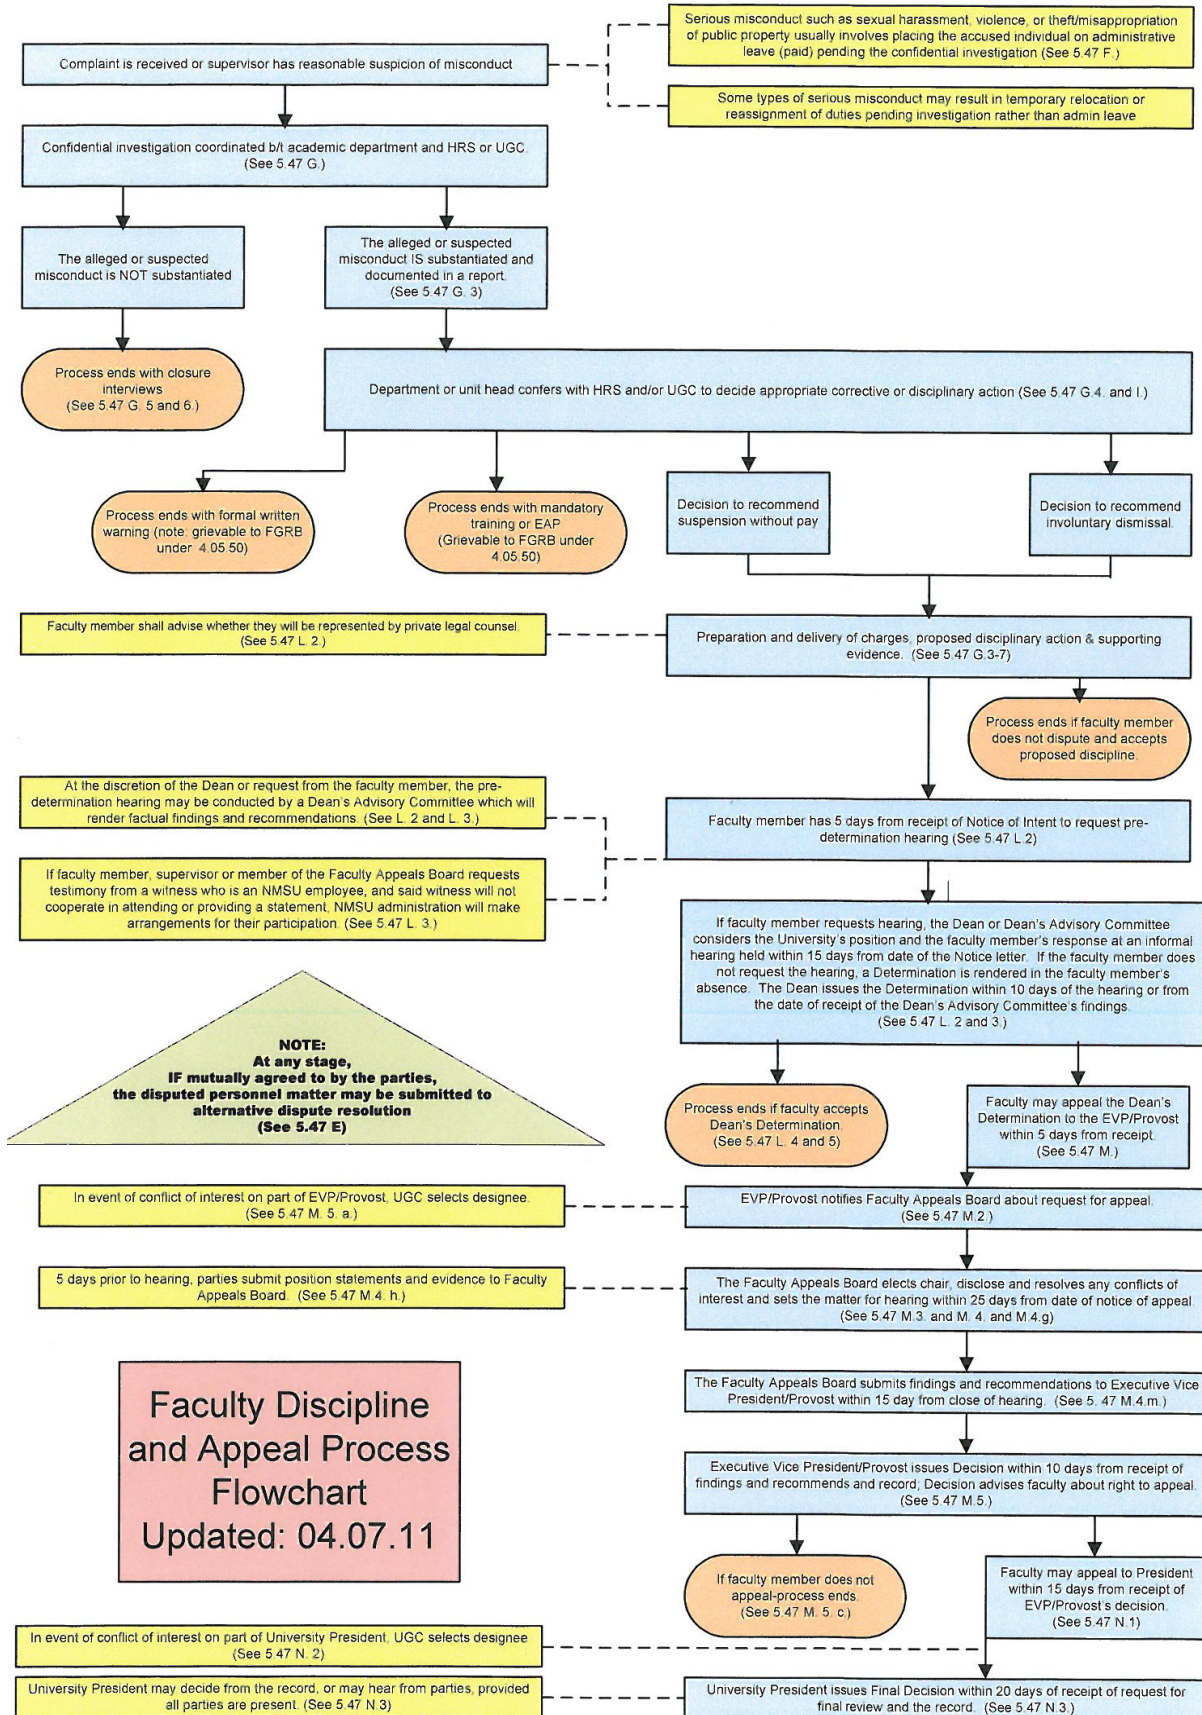 Serious misconduct such as sexual harassment, violence, or theft/misappropriation
of public property usually involves placing the accused individual on administrative
leave (paid) pending the confidential investigation (See 5.47 F.)
Complaint is received or supervisor has reasonable suspicion of misconduct
Some types of serious misconduct may result in temporary relocation or
reassignment of duties pending investigation rather than admin leave
Confidential investigation coordinated b/t academic department and HRS or UGC.
(See 5.47 G.)
The alleged or suspected
misconduct is NOT substantiated
The alleged or suspected
misconduct IS substantiated and
documented in a report.
(See 5.47 G. 3)
Process ends with closure
interviews
(See 5.47 G. 5 and 6.)
Department or unit head confers with HRS and/or UGC to decide appropriate corrective or disciplinary action (See 5.47 G.4. and I.)
Process ends with formal written
warning (note: grievable to FGRB
under 4.05.50)
Process ends with mandatory
training or EAP
(Grievable to FGRB under
4.05.50)
Decision to recommend
suspension without pay
Decision to recommend
involuntary dismissal.
Faculty member shall advise whether they will be represented by private legal counsel.
(See 5.47 L. 2.)
Preparation and delivery of charges, proposed disciplinary action & supporting
evidence. (See 5.47 G.3-7)
Process ends if faculty member
does not dispute and accepts
proposed discipline.
At the discretion of the Dean or request from the faculty member, the pre-
determination hearing may be conducted by a Dean's Advisory Committee which will
render factual findings and recommendations. (See L. 2 and L. 3.)
Faculty member has 5 days from receipt of Notice of Intent to request pre-
determination hearing (See 5.47 L.2)
If faculty member, supervisor or member of the Faculty Appeals Board requests
testimony from a witness who is an NMSU employee, and said witness will not
cooperate in attending or providing a statement, NMSU administration will make
arrangements for their participation. (See 5.47 L. 3.)
If faculty member requests hearing, the Dean or Dean's Advisory Committee
considers the University's position and the faculty member's response at an informal
hearing held within 15 days from date of the Notice letter. If the faculty member does
not request the hearing, a Determination is rendered in the faculty member's
absence. The Dean issues the Determination within 10 days of the hearing or from
the date of receipt of the Dean's Advisory Committee's findings.
(See 5.47 L. 2 and 3.)
NOTE:
At any stage,
IF mutually agreed to by the parties,
the disputed personnel matter may be submitted to
alternative dispute resolution
(See 5.47 E)
Process ends if faculty accepts
Dean's Determination.
(See 5.47 L. 4 and 5)
Faculty may appeal the Dean's
Determination to the EVP/Provost
within 5 days from receipt.
(See 5.47 M.)
In event of conflict of interest on part of EVP/Provost, UGC selects designee.
(See 5.47 M. 5. a.)
EVP/Provost notifies Faculty Appeals Board about request for appeal.
(See 5.47 M.2.)
5 days prior to hearing, parties submit position statements and evidence to Faculty
Appeals Board. (See 5.47 M.4. h.)
The Faculty Appeals Board elects chair, disclose and resolves any conflicts of
interest and sets the matter for hearing within 25 days from date of notice of appeal.
(See 5.47 M.3. and M. 4. and M.4.g)
The Faculty Appeals Board submits findings and recommendations to Executive Vice
President/Provost within 15 day from close of hearing. (See 5. 47 M.4.m.)
Faculty Discipline
and Appeal Process
Flowchart
Updated: 04.07.11
Executive Vice President/Provost issues Decision within 10 days from receipt of
findings and recommends and record; Decision advises faculty about right to appeal.
(See 5.47 M.5.)
If faculty member does not
appeal-process ends.
(See 5.47 M. 5. c.)
Faculty may appeal to President
within 15 days from receipt of
EVP/Provost's decision.
(See 5.47 N.1)
In event of conflict of interest on part of University President, UGC selects designee
(See 5.47 N. 2)
University President may decide from the record, or may hear from parties, provided
all parties are present. (See 5.47 N.3)
University President issues Final Decision within 20 days of receipt of request for
final review and the record. (See 5.47 N.3.)